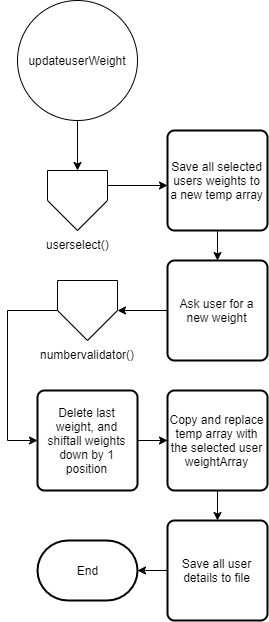 updateuserWeight
Save all selected
users weights to
a new temp array
userselect()
Ask user for a
new weight
numbervalidator()
Delete last
weight, and
shiftall weights
down by 1
position
Copy and replace
temp array with
the selected user
weightArray
Save all user
details to file
End